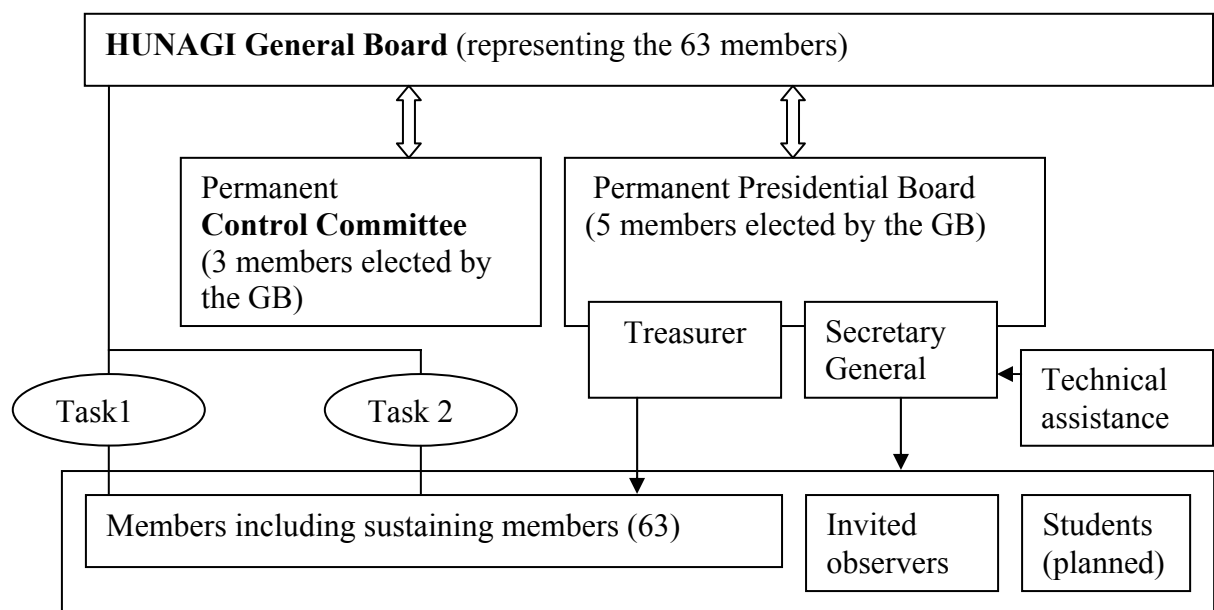 HUNAGI General Board (representing the 63 members)
Permanent
Control Committee
(3 members elected by
the GB)
Permanent Presidential Board
(5 members elected by the GB)
Treasurer
Secretary
General
Technical
assistance
Task1
Task 2
Members including sustaining members (63)
Invited
observers
Students
(planned)